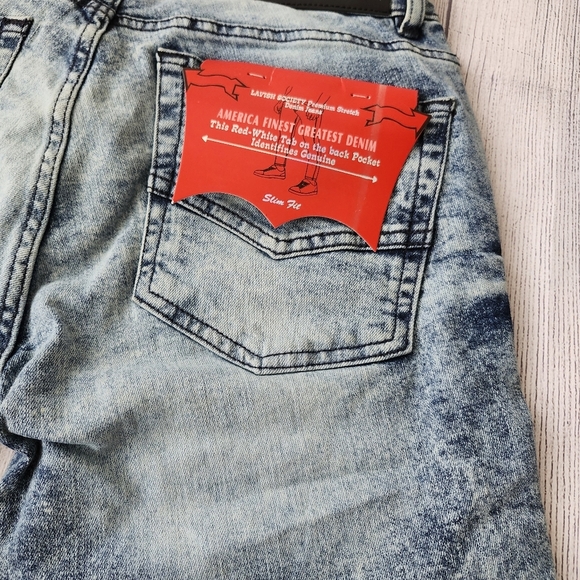 LAVISH SOCIETY Premium Stretch
Denim Jeans
AMERICA FINEST GREATEST DENIM
This Red-White Tab on the back Pocket
Identifines Genuine
Slim Fit